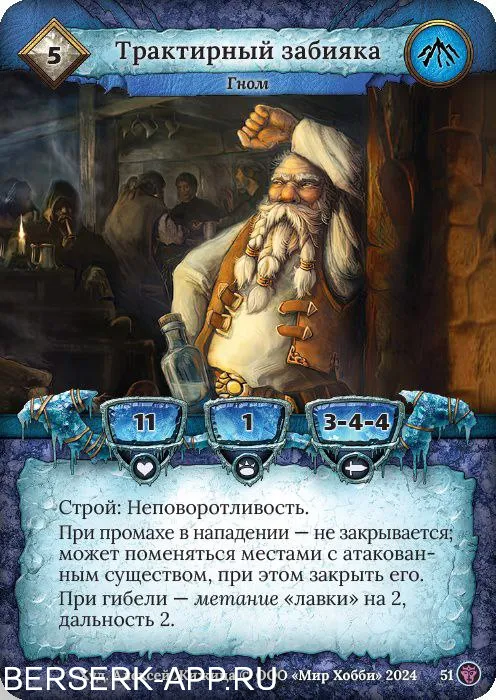 5
Трактирный забияка
Гном
11
1
3-4-4
Строй: Неповоротливость.
При промахе в нападении — не закрывается;
может поменяться местами с атакован-
ным существом, при этом закрыть его.
При гибели — метание «лавки» на 2,
дальность 2.
ООО «Мир Хобби» 2024
51
BERSERK-APP.RU